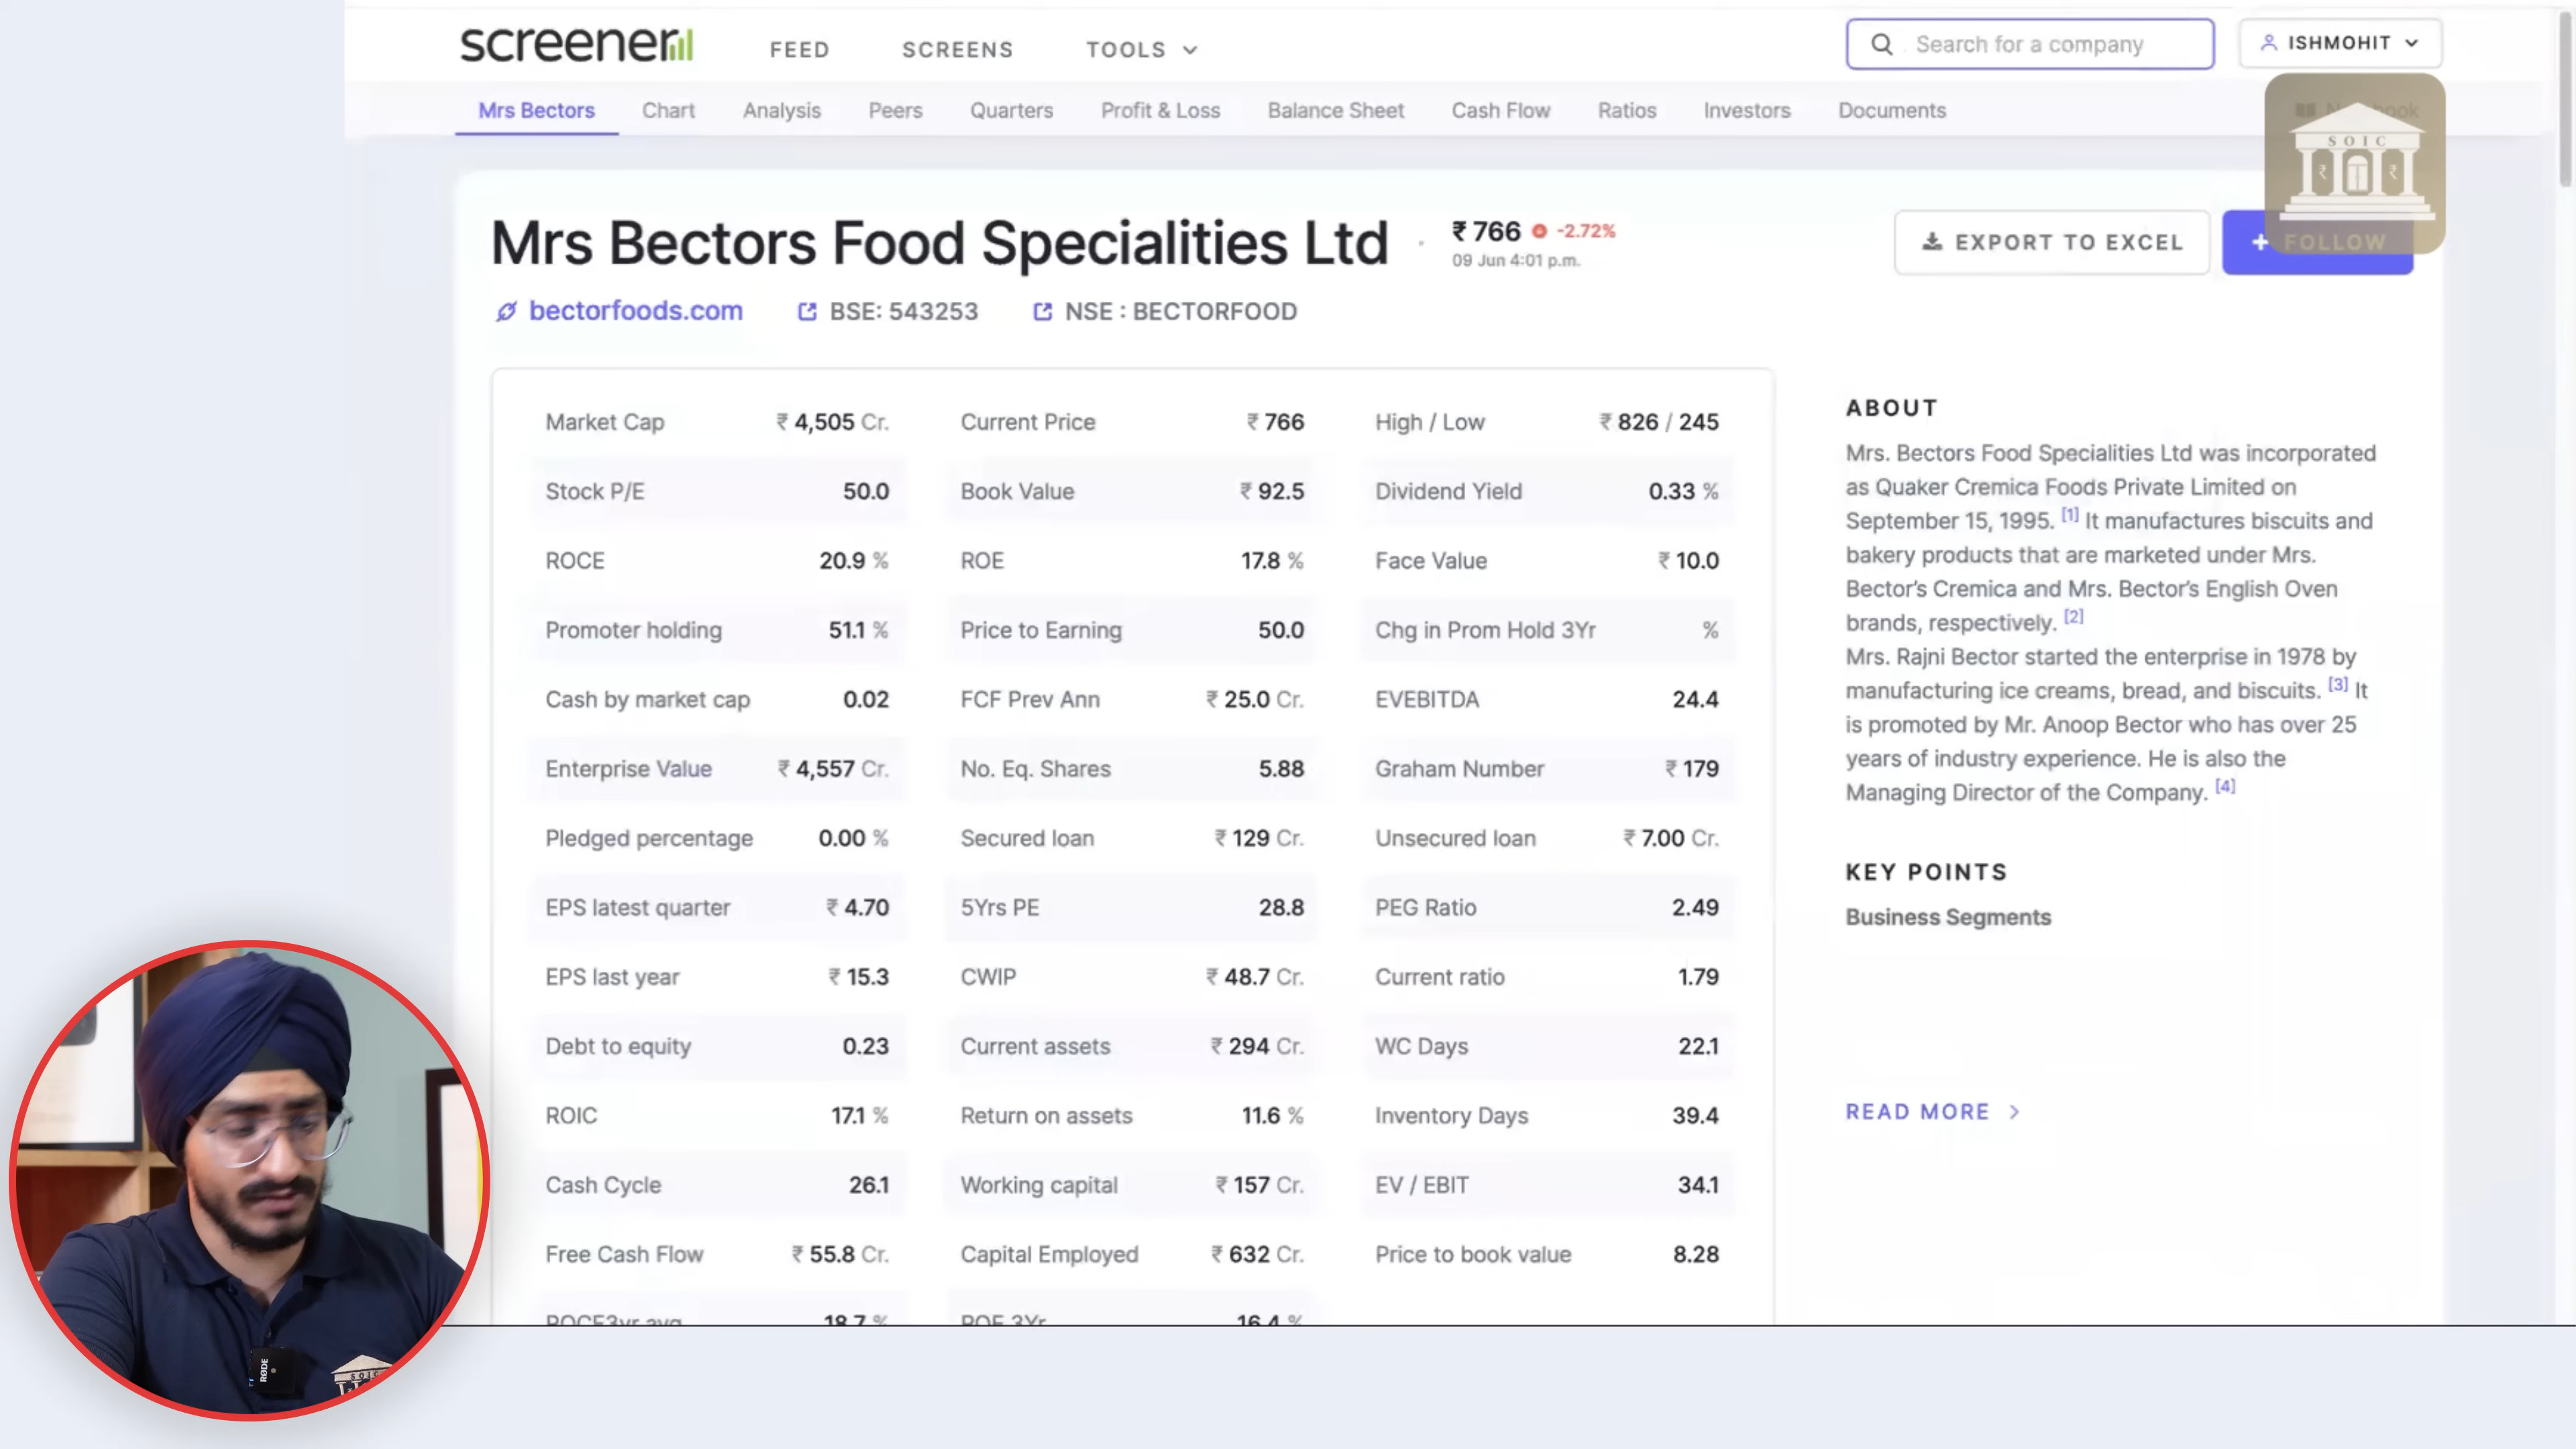 screener
FEED SCREENS TOOLS
Search for a company
ISHMOHIT
Mrs Bectors Chart Analysis Peers Quarters Profit & Loss Balance Sheet Cash Flow Ratios Investors Documents
SOIC
Mrs Bectors Food Specialities Ltd
₹ 766 -2.72%
09 Jun 4:01 p.m.
EXPORT TO EXCEL
+ FOLLOW
bectorfoods.com BSE: 543253 NSE : BECTORFOOD
Market Cap ₹ 4,505 Cr. Current Price ₹ 766 High / Low ₹ 826 / 245
Stock P/E 50.0 Book Value ₹ 92.5 Dividend Yield 0.33 %
ROCE 20.9 % ROE 17.8 % Face Value ₹ 10.0
Promoter holding 51.1 % Price to Earning 50.0 Chg in Prom Hold 3Yr %
Cash by market cap 0.02 FCF Prev Ann ₹ 25.0 Cr. EVEBITDA 24.4
Enterprise Value ₹ 4,557 Cr. No. Eq. Shares 5.88 Graham Number ₹ 179
Pledged percentage 0.00 % Secured loan ₹ 129 Cr. Unsecured loan ₹ 7.00 Cr.
EPS latest quarter ₹ 4.70 5Yrs PE 28.8 PEG Ratio 2.49
EPS last year ₹ 15.3 CWIP ₹ 48.7 Cr. Current ratio 1.79
Debt to equity 0.23 Current assets ₹ 294 Cr. WC Days 22.1
ROIC 17.1 % Return on assets 11.6 % Inventory Days 39.4
Cash Cycle 26.1 Working capital ₹ 157 Cr. EV / EBIT 34.1
Free Cash Flow ₹ 55.8 Cr. Capital Employed ₹ 632 Cr. Price to book value 8.28
ROCE3yr avg 18.7 % ROE 3Yr 16.4 %
ABOUT
Mrs. Bectors Food Specialities Ltd was incorporated
as Quaker Cremica Foods Private Limited on
September 15, 1995. [1] It manufactures biscuits and
bakery products that are marketed under Mrs.
Bector's Cremica and Mrs. Bector's English Oven
brands, respectively. [2]
Mrs. Rajni Bector started the enterprise in 1978 by
manufacturing ice creams, bread, and biscuits. [3] It
is promoted by Mr. Anoop Bector who has over 25
years of industry experience. He is also the
Managing Director of the Company. [4]
KEY POINTS
Business Segments
READ MORE
RØDE
SOIC